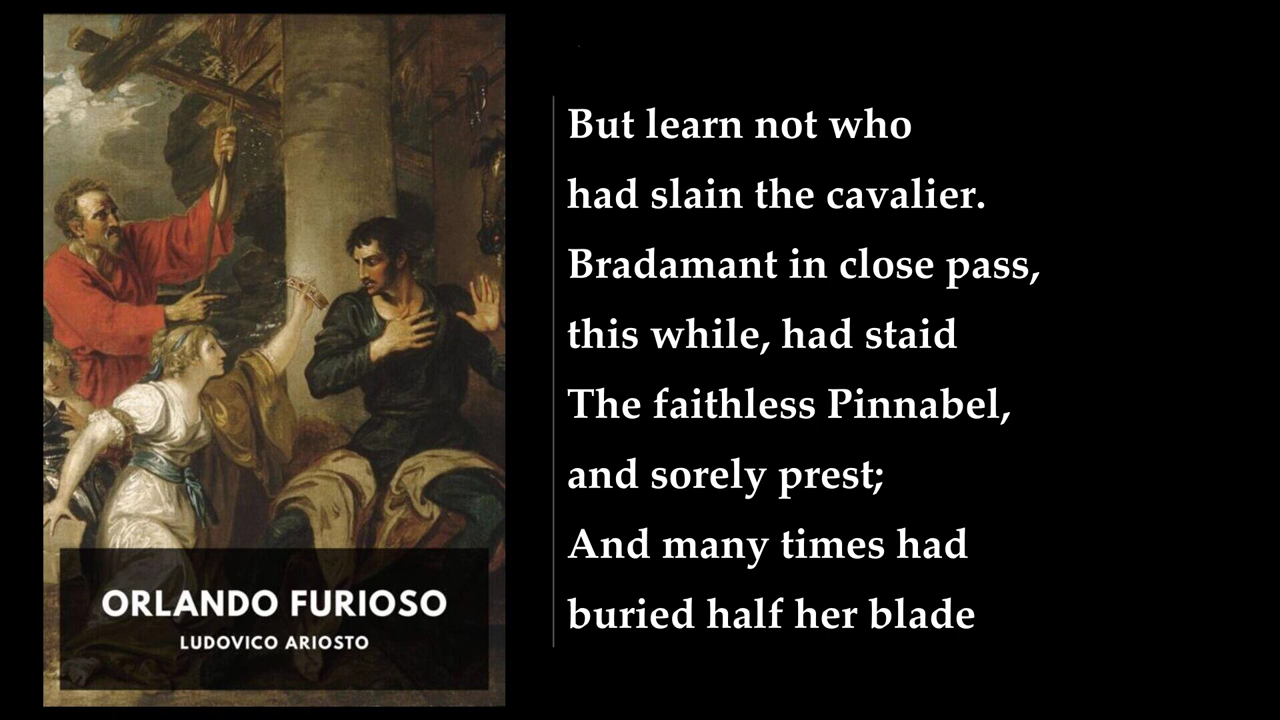 ORLANDO FURIOSO
LUDOVICO ARIOSTO
But learn not who
had slain the cavalier.
Bradamant in close pass,
this while, had staid
The faithless Pinnabel,
and sorely prest;
And many times had
buried half her blade